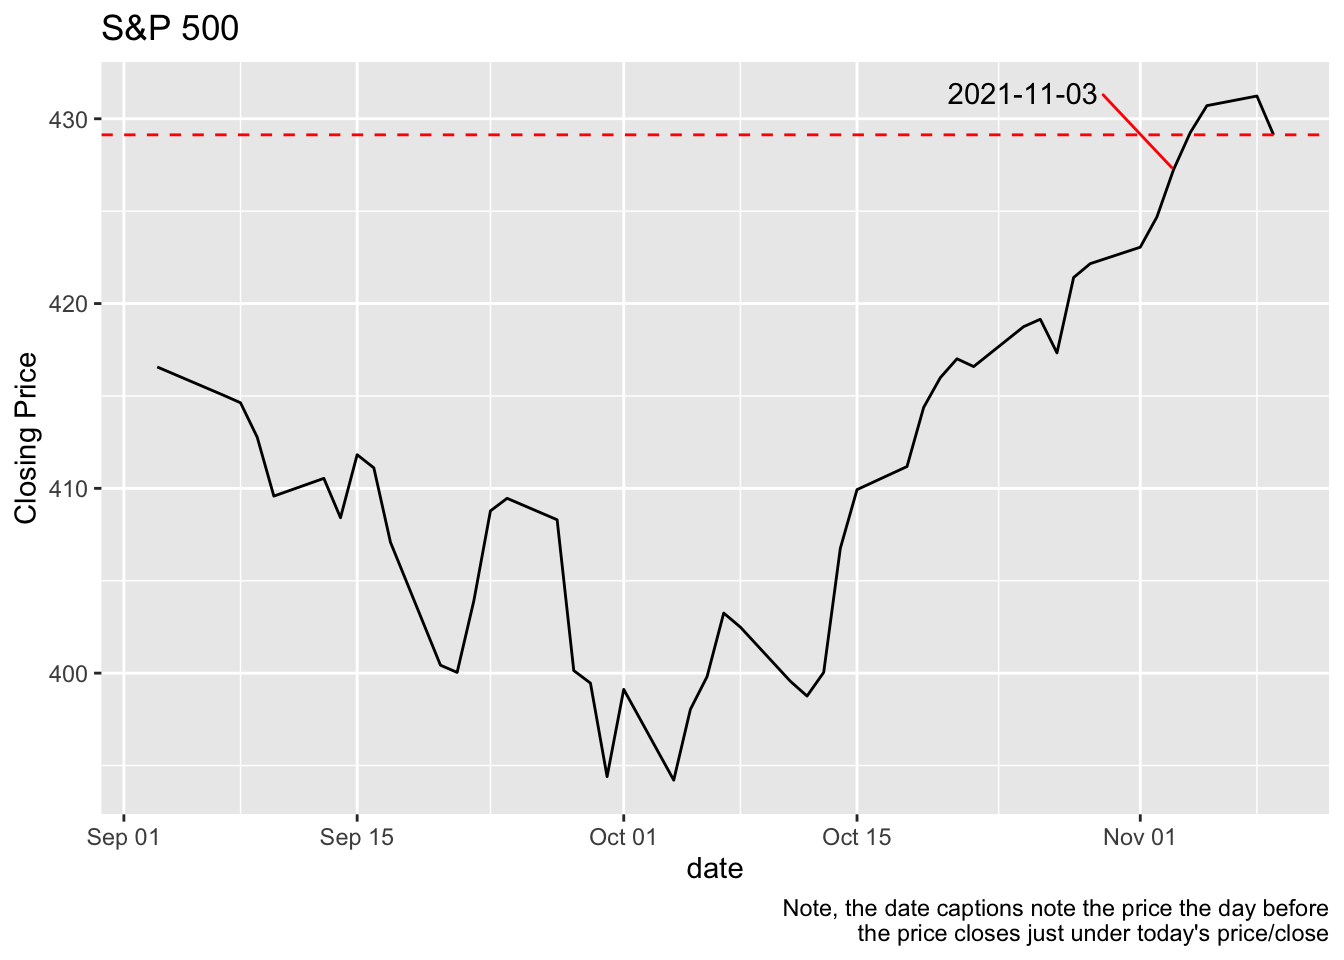 S&P 500
2021-11-03
430
420
410
400
Closing Price
Sep 01
Sep 15
Oct 01
Oct 15
Nov 01
date
Note, the date captions note the price the day before
the price closes just under today's price/close